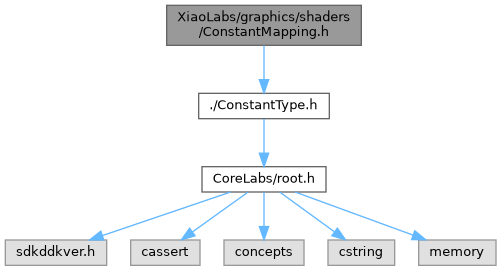 XiaoLabs/graphics/shaders
/ConstantMapping.h
./ConstantType.h
CoreLabs/root.h
sdkddkver.h
cassert
concepts
cstring
memory